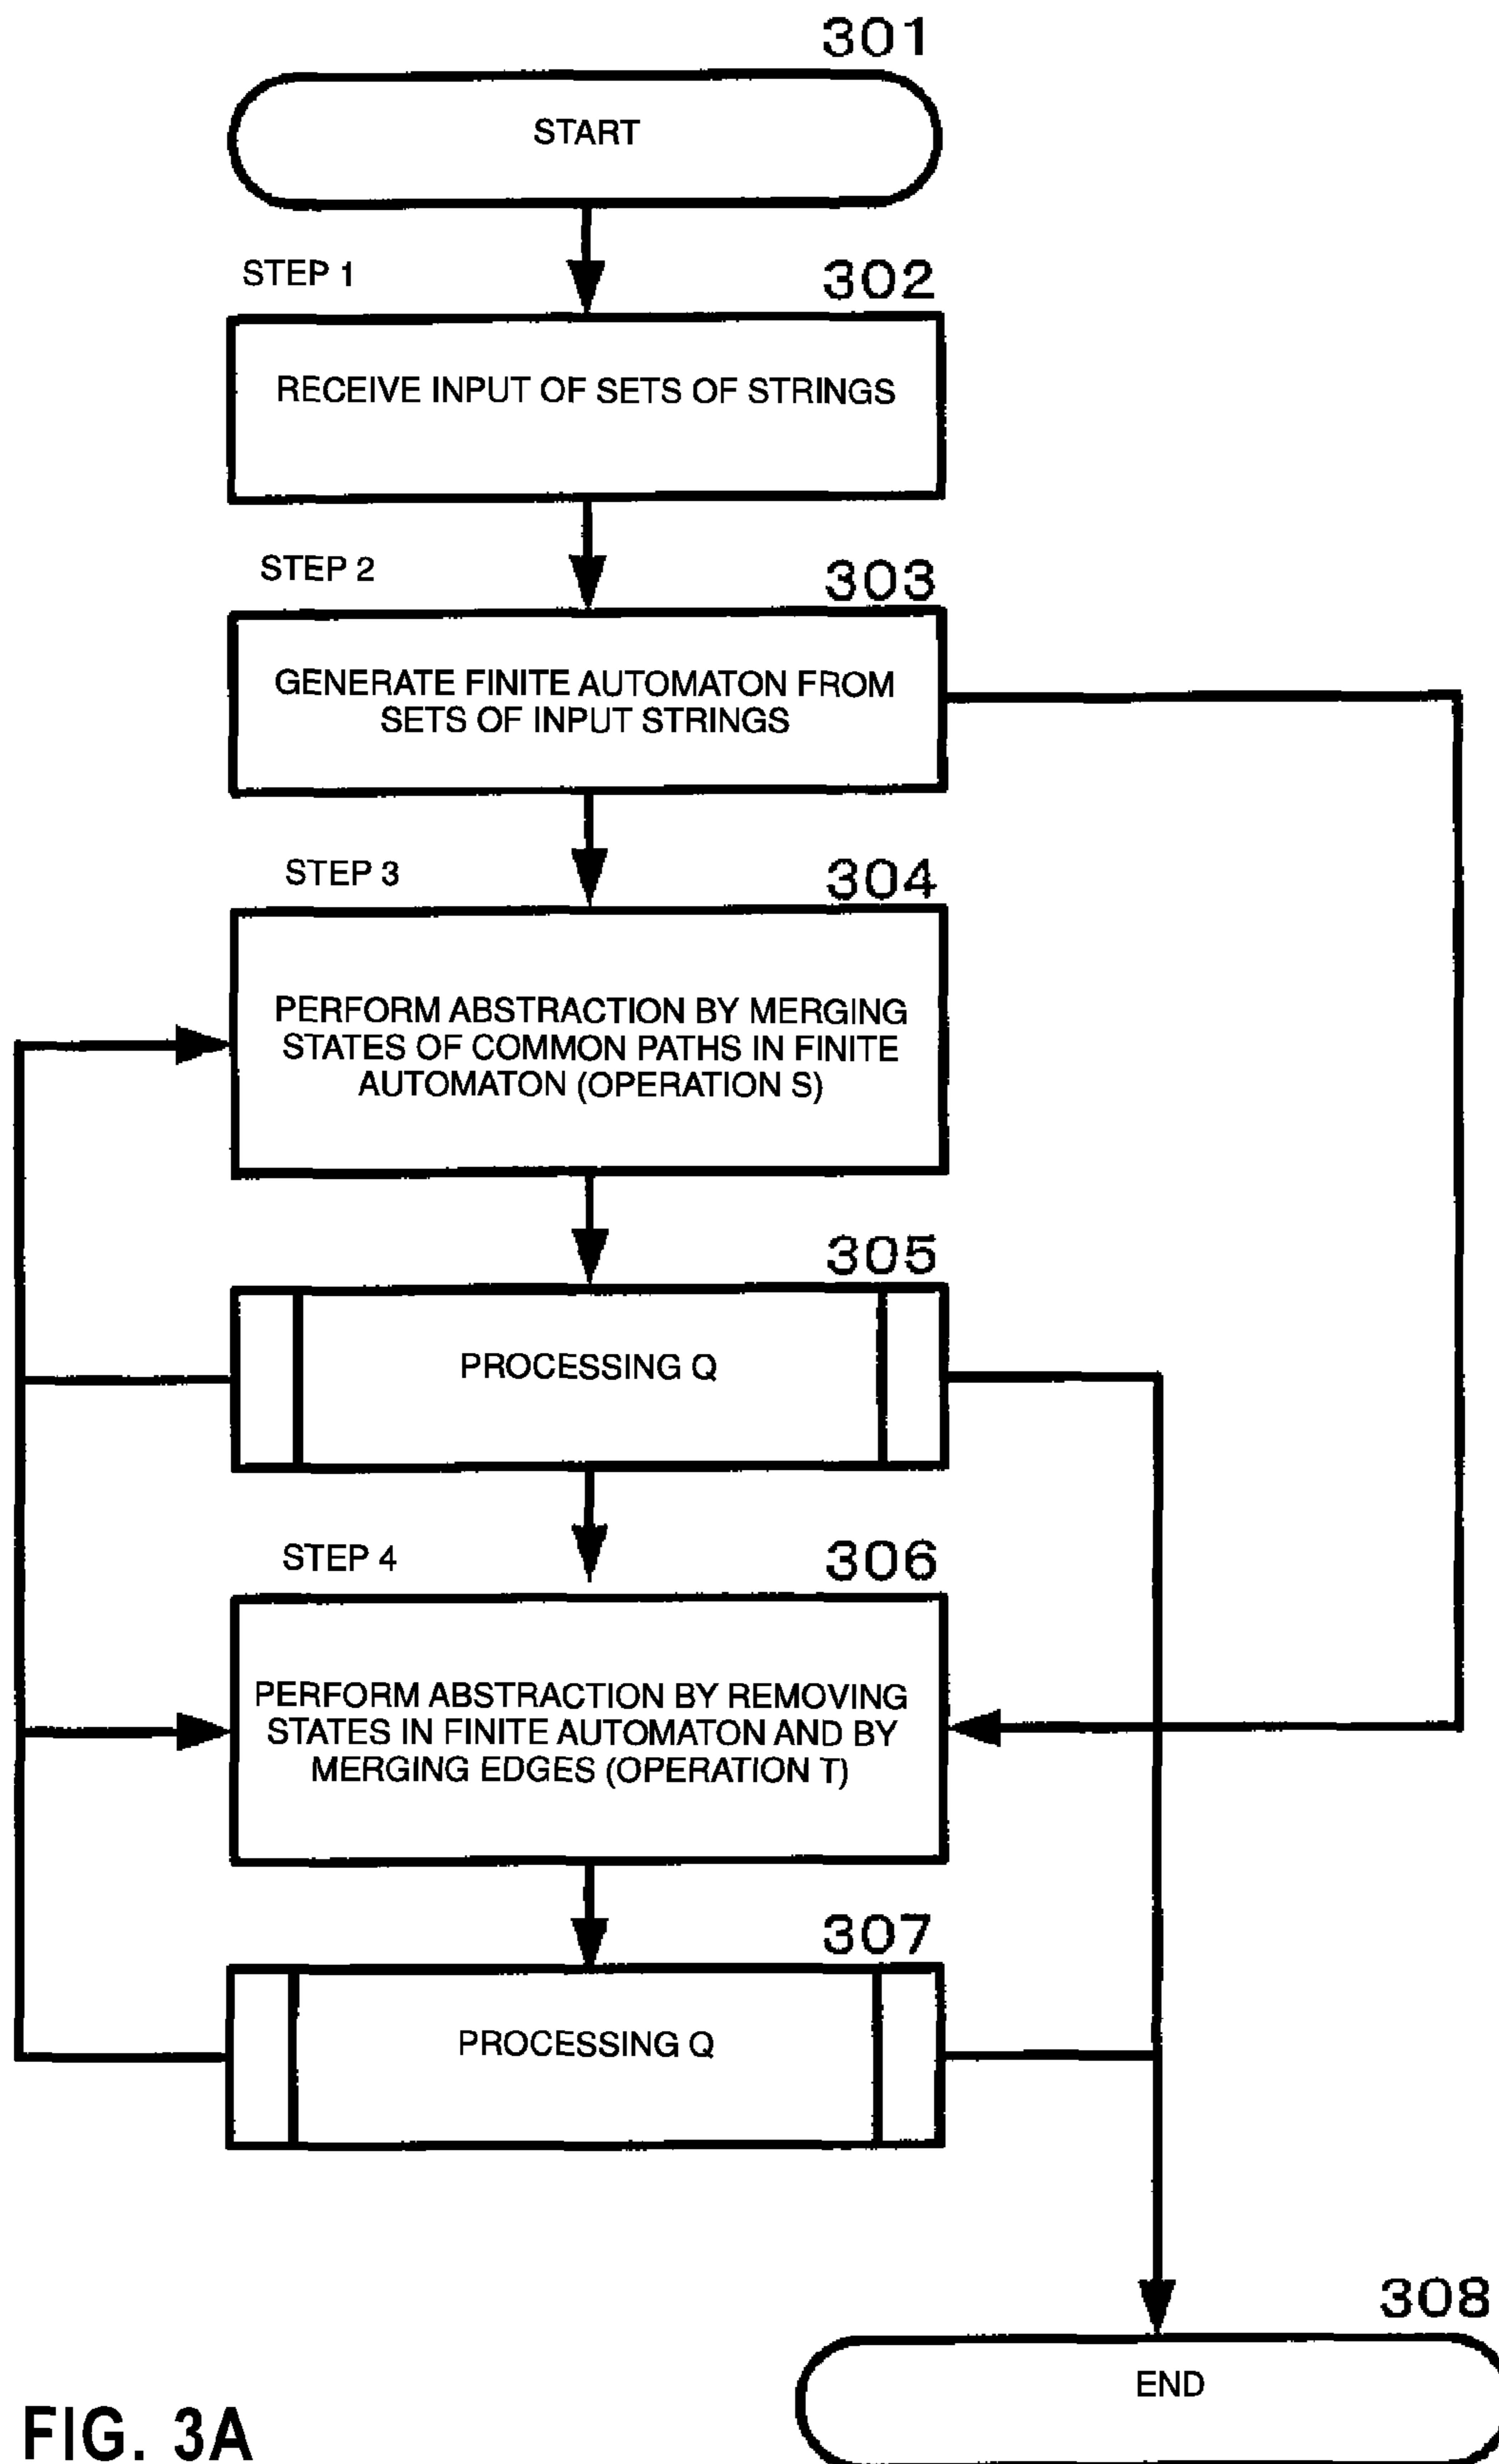 301
START
STEP 1
302
RECEIVE INPUT OF SETS OF STRINGS
STEP 2
303
GENERATE FINITE AUTOMATON FROM
SETS OF INPUT STRINGS
STEP 3
304
PERFORM ABSTRACTION BY MERGING
STATES OF COMMON PATHS IN FINITE
AUTOMATON (OPERATION S)
305
PROCESSING Q
STEP 4
306
PERFORM ABSTRACTION BY REMOVING
STATES IN FINITE AUTOMATON AND BY
MERGING EDGES (OPERATION T)
307
PROCESSING Q
308
END
FIG. 3A